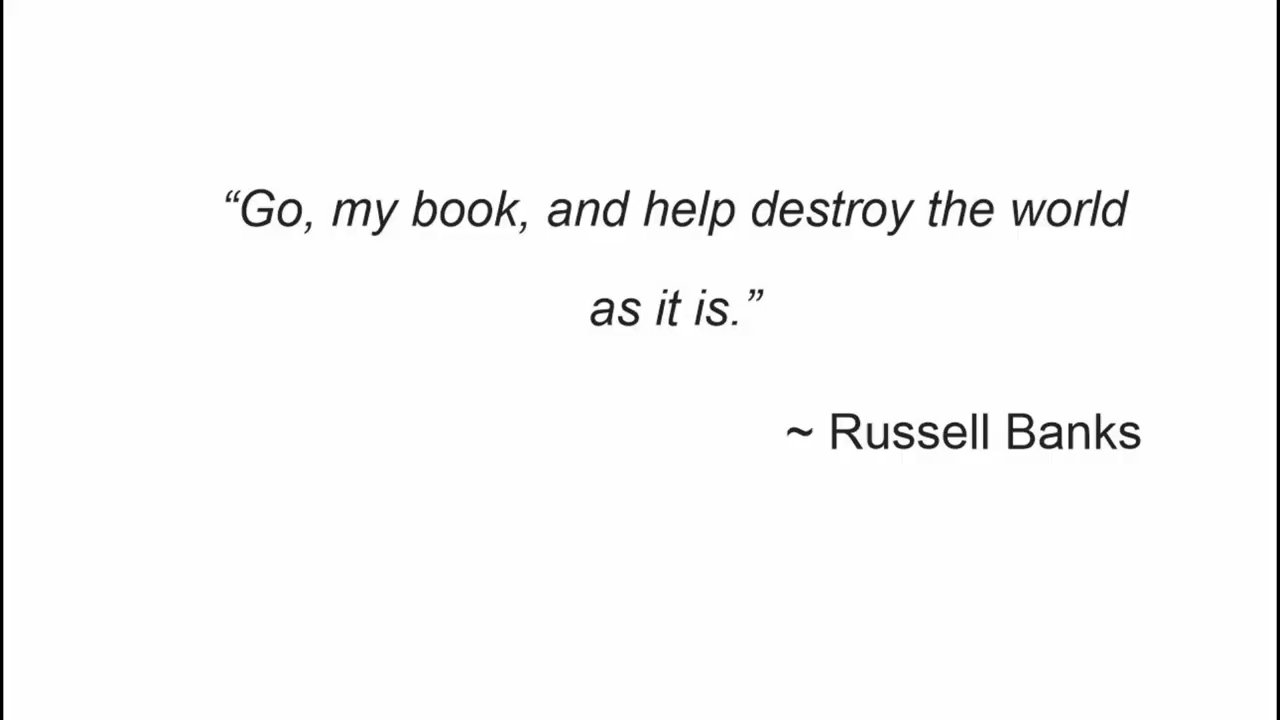 “Go, my book, and help destroy the world
as it is.”
~ Russell Banks